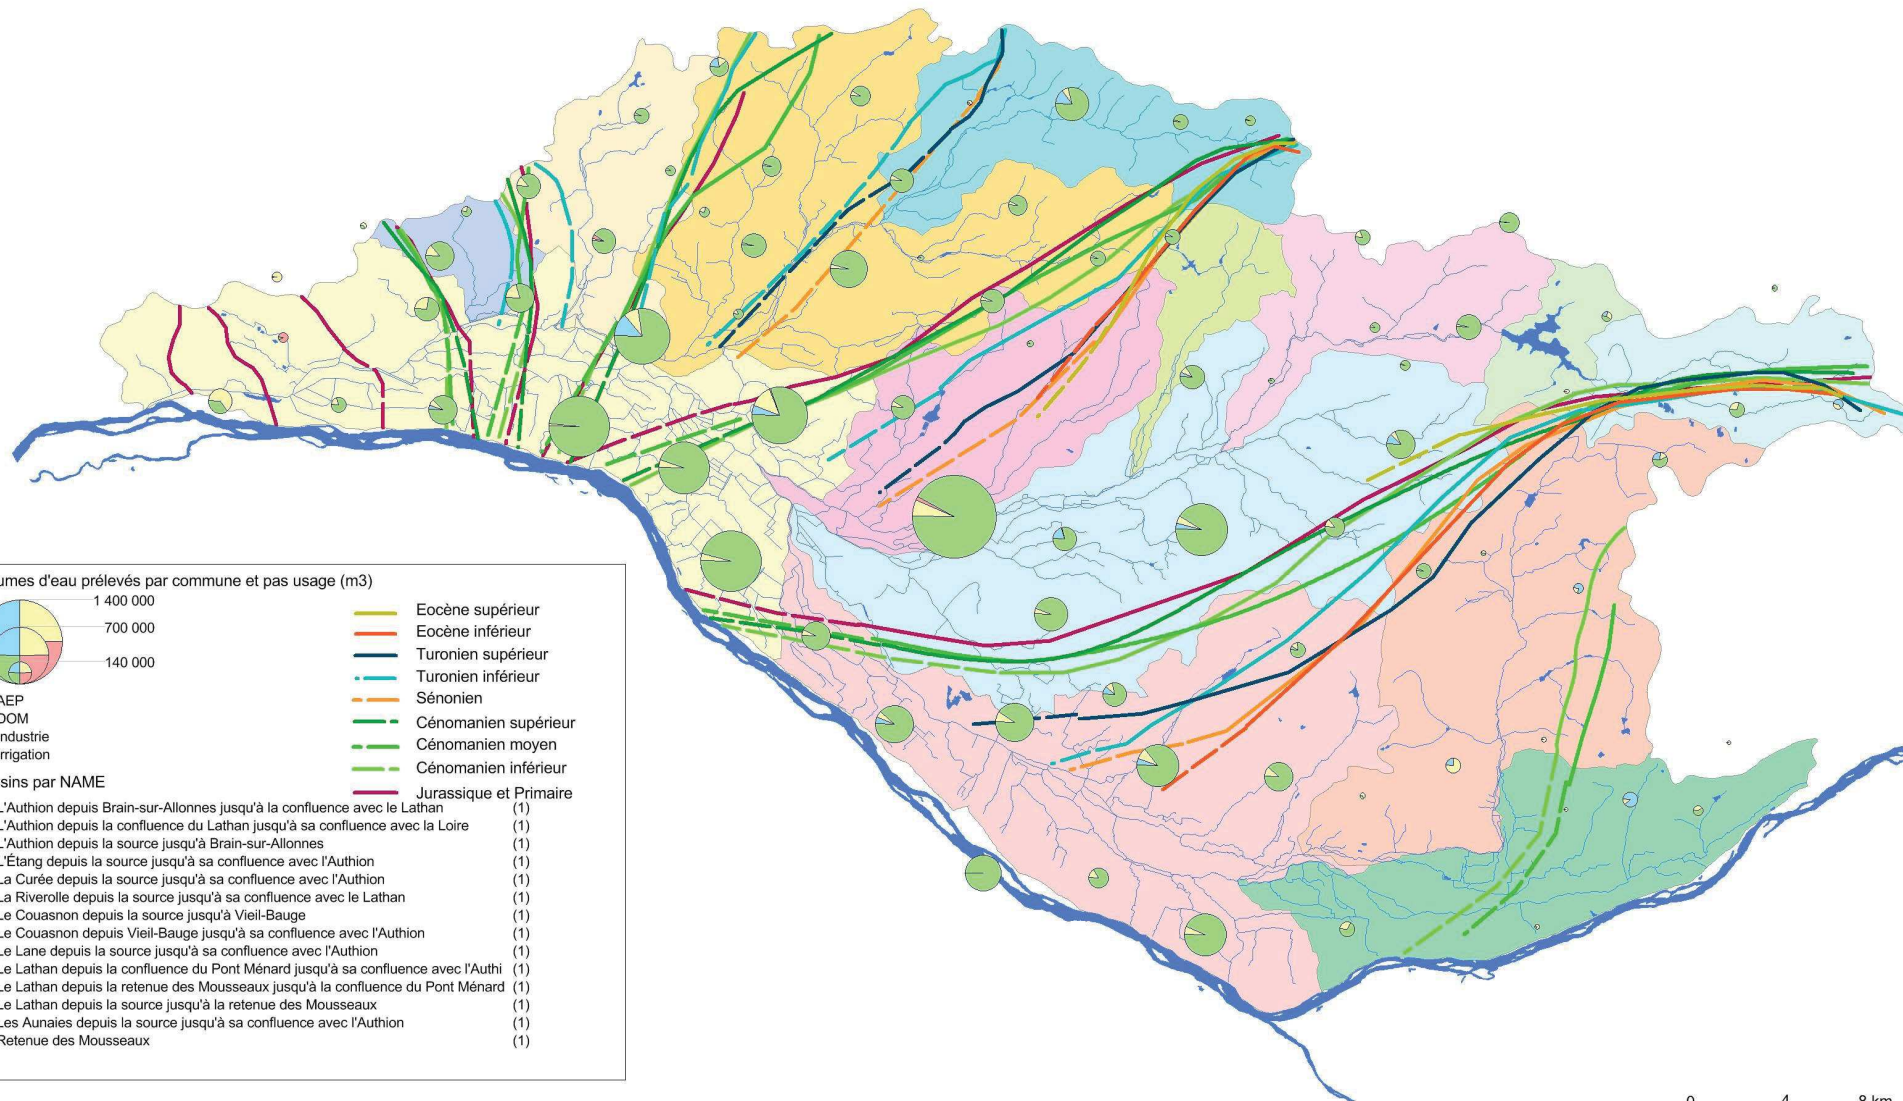 umes d'eau prélevés par commune et pas usage (m3)
1 400 000
700 000
140 000
AEP
DOM
ndustrie
rrigation
Eocène supérieur
Eocène inférieur
Turonien supérieur
Turonien inférieur
Sénonien
Cénomanien supérieur
Cénomanien moyen
Cénomanien inférieur
Jurassique et Primaire
sins par NAME
L'Authion depuis Brain-sur-Allonnes jusqu'à la confluence avec le Lathan (1)
L'Authion depuis la confluence du Lathan jusqu'à sa confluence avec la Loire (1)
L'Authion depuis la source jusqu'à Brain-sur-Allonnes (1)
L'Étang depuis la source jusqu'à sa confluence avec l'Authion (1)
La Curée depuis la source jusqu'à sa confluence avec l'Authion (1)
La Riverolle depuis la source jusqu'à sa confluence avec le Lathan (1)
Le Couasnon depuis la source jusqu'à Vieil-Bauge (1)
Le Couasnon depuis Vieil-Bauge jusqu'à sa confluence avec l'Authion (1)
Le Lane depuis la source jusqu'à sa confluence avec l'Authion (1)
Le Lathan depuis la confluence du Pont Ménard jusqu'à sa confluence avec l'Authi (1)
Le Lathan depuis la retenue des Mousseaux jusqu'à la confluence du Pont Ménard (1)
Le Lathan depuis la source jusqu'à la retenue des Mousseaux (1)
Les Aunaies depuis la source jusqu'à sa confluence avec l'Authion (1)
Retenue des Mousseaux (1)
0 4 8 km